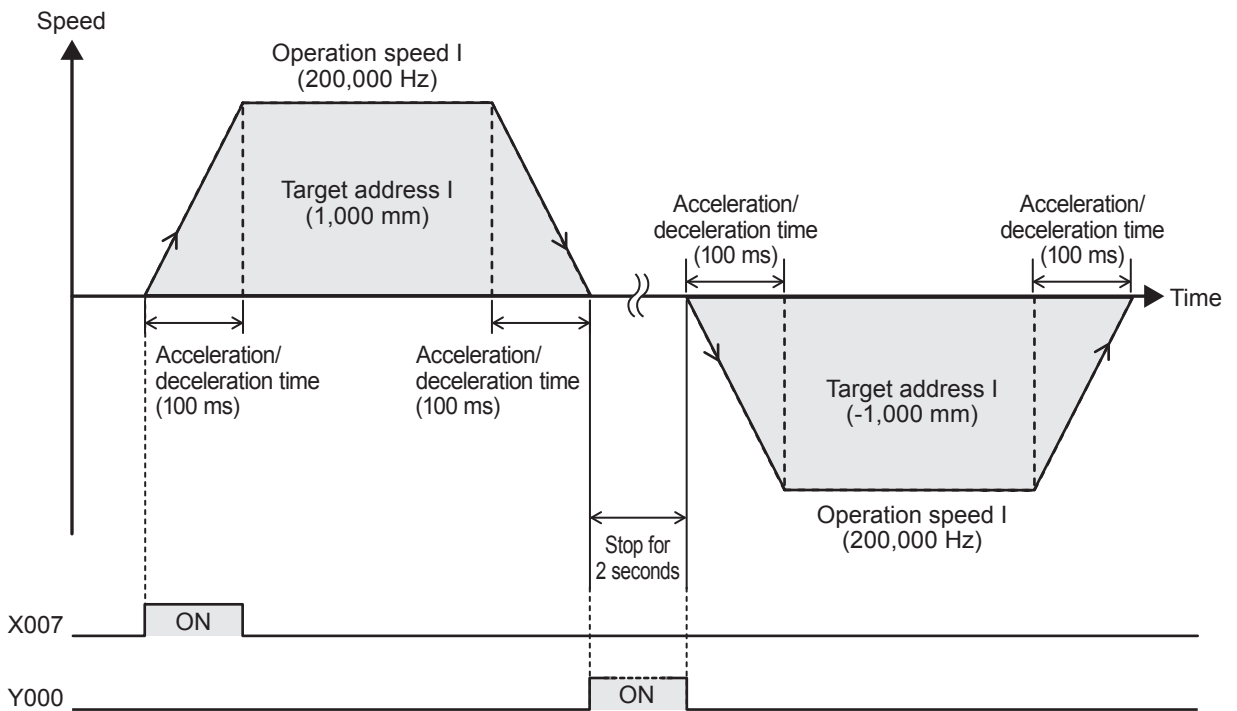 Speed
Operation speed I
(200,000 Hz)
Target address I
(1,000 mm)
Acceleration/
deceleration time
(100 ms)
Acceleration/
deceleration time
(100 ms)
Time
Acceleration/
deceleration time
(100 ms)
Acceleration/
deceleration time
(100 ms)
Target address I
(-1,000 mm)
Operation speed I
(200,000 Hz)
Stop for
2 seconds
X007
ON
Y000
ON